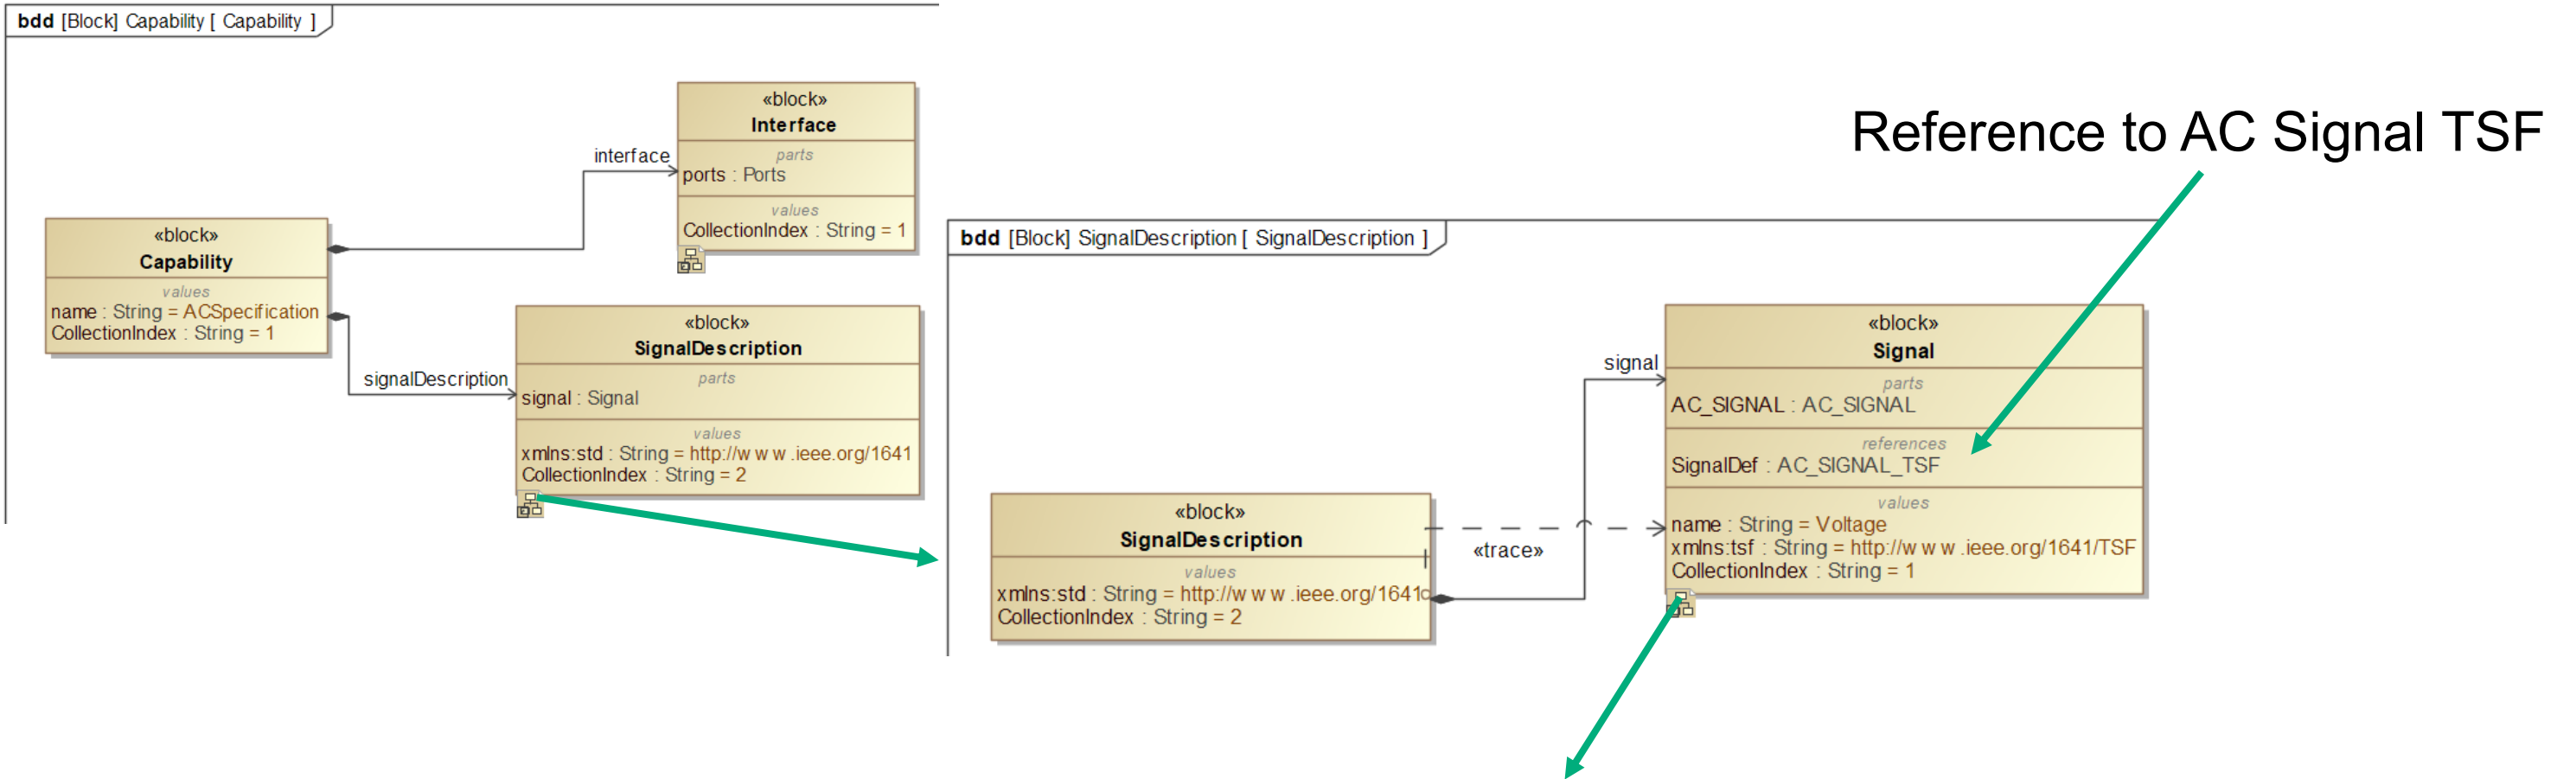 bdd [Block] Capability [ Capability ]
«block»
Interface
parts
ports : Ports
values
CollectionIndex : String = 1
interface
«block»
Capability
values
name : String = ACSpecification
CollectionIndex : String = 1
signalDescription
«block»
SignalDescription
parts
signal : Signal
values
xmlns:std : String = http://www.ieee.org/1641
CollectionIndex : String = 2
Reference to AC Signal TSF
bdd [Block] SignalDescription [ SignalDescription ]
«block»
Signal
parts
AC_SIGNAL : AC_SIGNAL
references
SignalDef : AC_SIGNAL_TSF
values
name : String = Voltage
xmlns:tsf : String = http://www.ieee.org/1641/TSF
CollectionIndex : String = 1
signal
«trace»
«block»
SignalDescription
values
xmlns:std : String = http://www.ieee.org/1641
CollectionIndex : String = 2